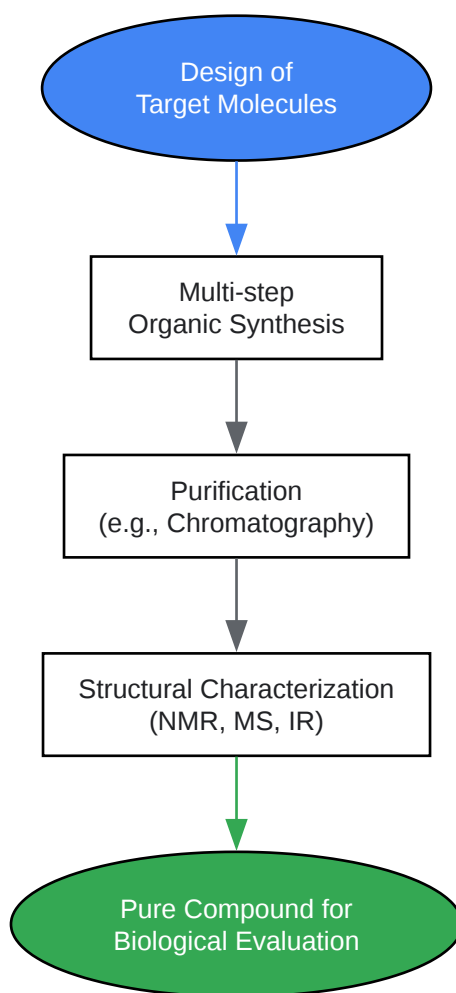 Design of
Target Molecules
Multi-step
Organic Synthesis
Purification
(e.g., Chromatography)
Structural Characterization
(NMR, MS, IR)
Pure Compound for
Biological Evaluation